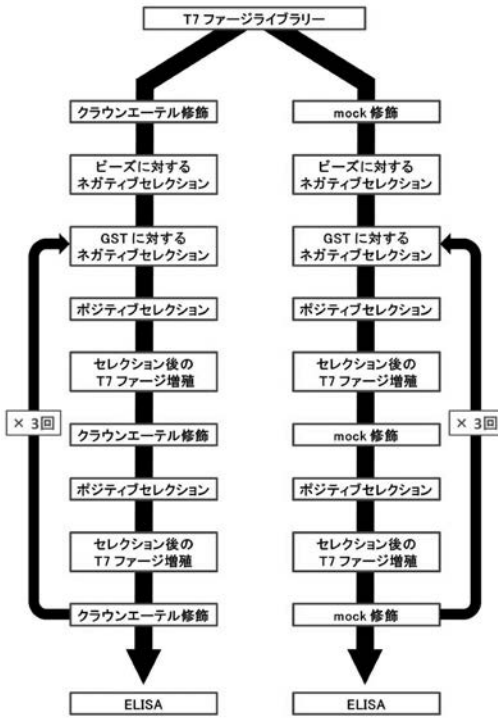 T7 ファージライブラリー
クラウンエーテル修飾
mock 修飾
ビーズに対する
ネガティブセレクション
ビーズに対する
ネガティブセレクション
GST に対する
ネガティブセレクション
GST に対する
ネガティブセレクション
ポジティブセレクション
ポジティブセレクション
セレクション後の
T7 ファージ増殖
セレクション後の
T7 ファージ増殖
× 3回
クラウンエーテル修飾
mock 修飾
× 3回
ポジティブセレクション
ポジティブセレクション
セレクション後の
T7 ファージ増殖
セレクション後の
T7 ファージ増殖
クラウンエーテル修飾
mock 修飾
ELISA
ELISA